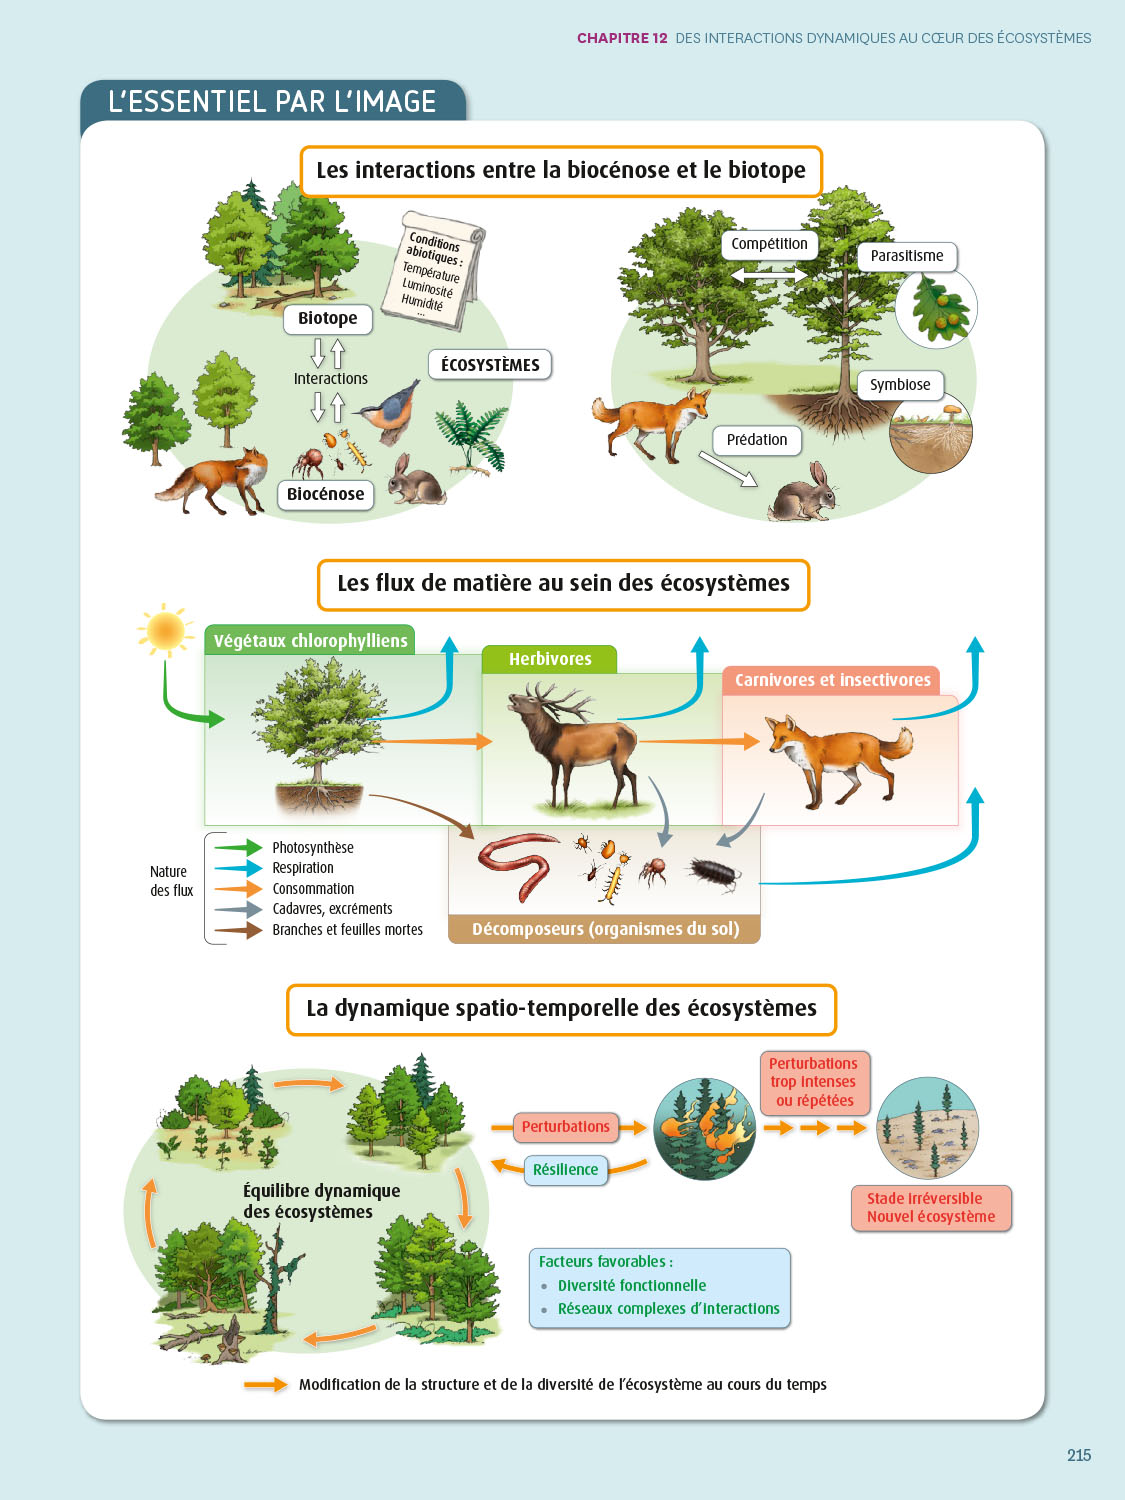 CHAPITRE 12 DES INTERACTIONS DYNAMIQUES AU CŒUR DES ÉCOSYSTÈMES
L'ESSENTIEL PAR L'IMAGE
Les interactions entre la biocénose et le biotope
Conditions
abiotiques :
Température
Luminosité
Humidité
...
Biotope
Interactions
ÉCOSYSTÈMES
Biocénose
Compétition
Parasitisme
Symbiose
Prédation
Les flux de matière au sein des écosystèmes
Végétaux chlorophylliens
Herbivores
Carnivores et insectivores
Nature
des flux
Photosynthèse
Respiration
Consommation
Cadavres, excréments
Branches et feuilles mortes
Décomposeurs (organismes du sol)
La dynamique spatio-temporelle des écosystèmes
Équilibre dynamique
des écosystèmes
Perturbations
Résilience
Perturbations
trop intenses
ou répétées
Stade irréversible
Nouvel écosystème
Facteurs favorables :
• Diversité fonctionnelle
• Réseaux complexes d'interactions
Modification de la structure et de la diversité de l'écosystème au cours du temps
215